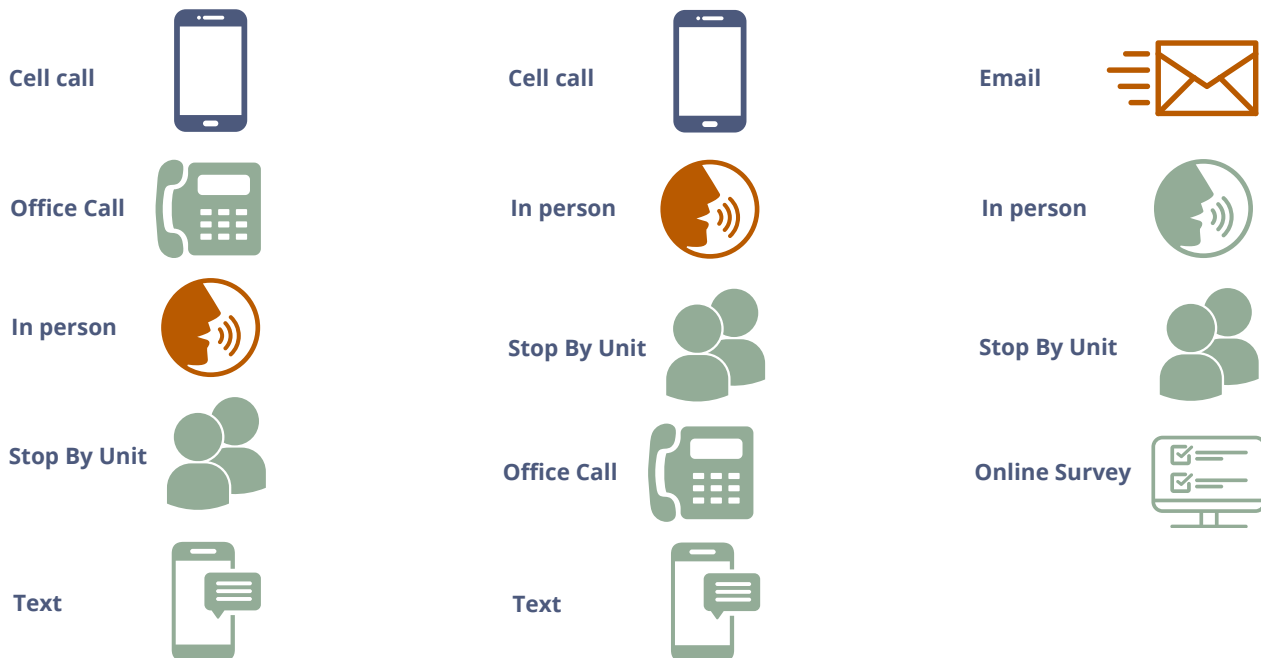 Cell call
Office Call
In person
Stop By Unit
Text
Cell call
In person
Stop By Unit
Office Call
Text
Email
In person
Stop By Unit
Online Survey